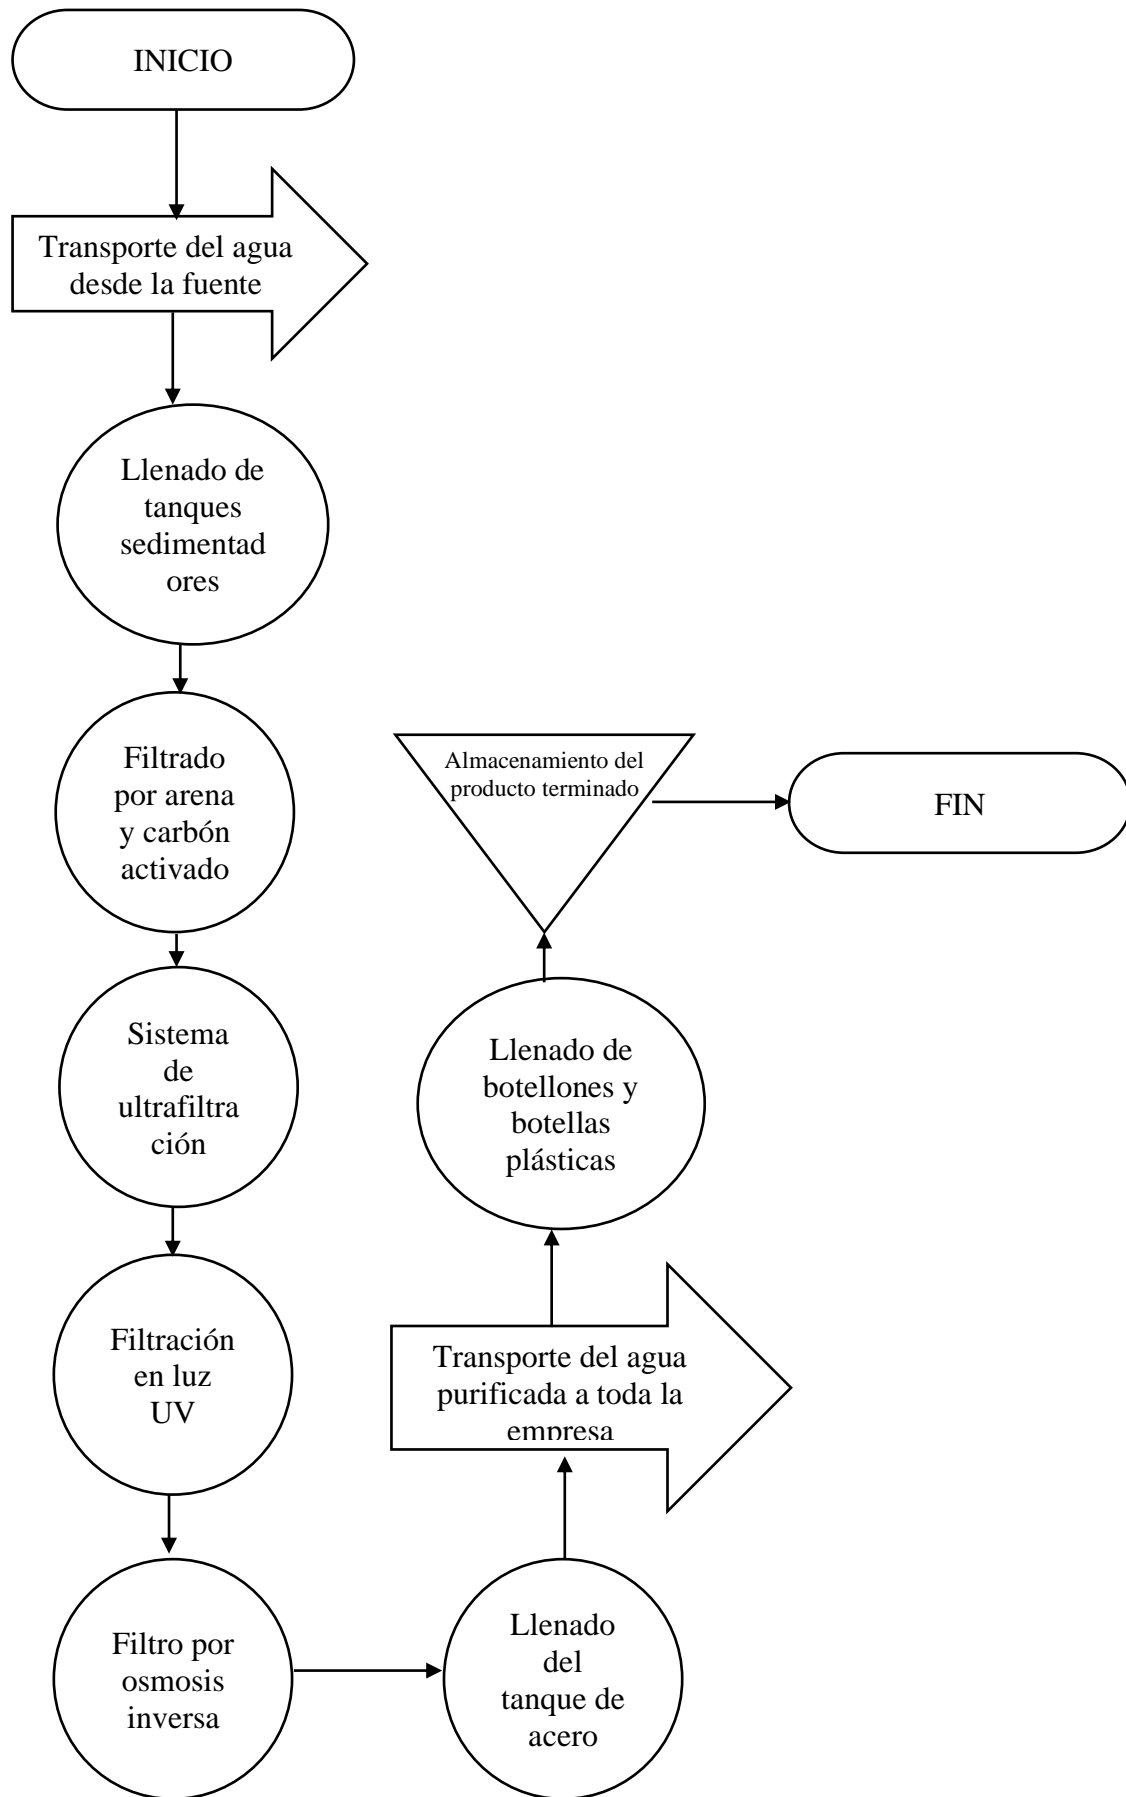 INICIO
Transporte del agua
desde la fuente
Llenado de
tanques
sedimentad
ores
Filtrado
por arena
y carbón
activado
Sistema
de
ultrafiltra
ción
Filtración
en luz
UV
Filtro por
osmosis
inversa
Llenado
del
tanque de
acero
Transporte del agua
purificada a toda la
empresa
Llenado de
botellones y
botellas
plásticas
Almacenamiento del
producto terminado
FIN